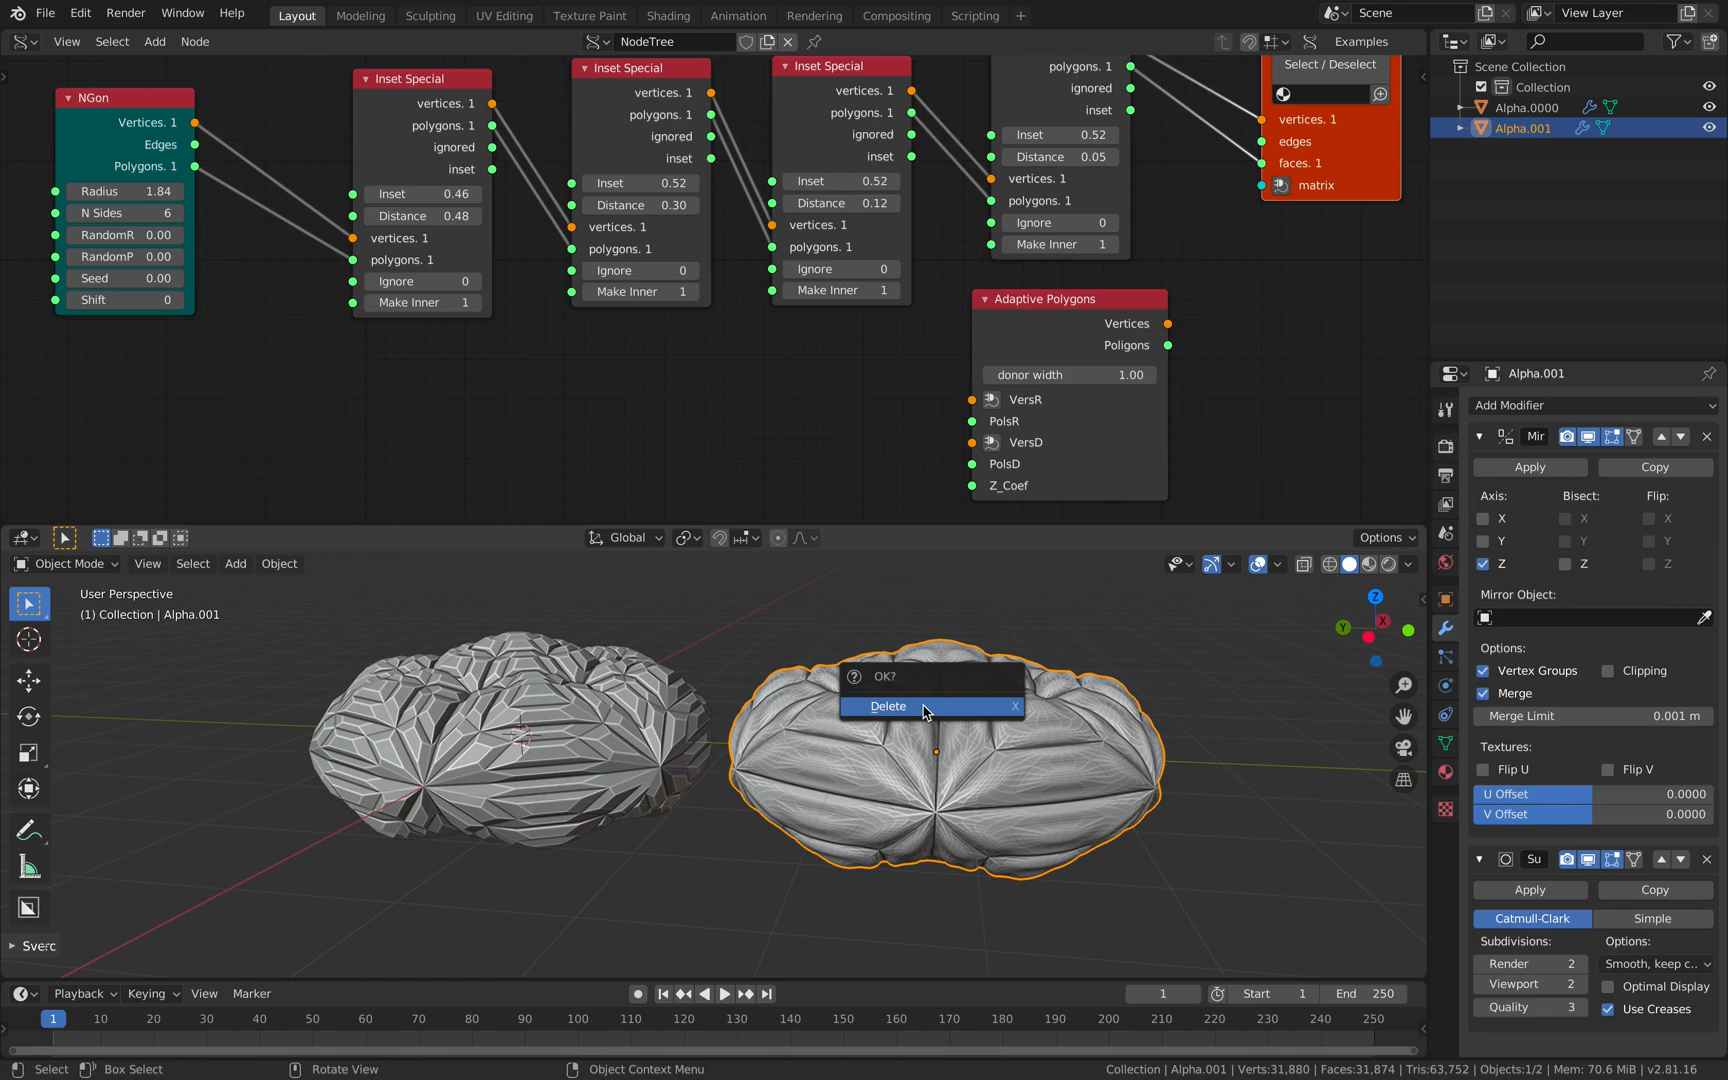 File Edit Render Window Help Layout Modeling Sculpting UV Editing Texture Paint Shading Animation Rendering Compositing Scripting + Scene View Layer
View Select Add Node NodeTree Examples
Scene Collection
Collection
Alpha.0000
Alpha.001
NGon
Vertices. 1
Edges
Polygons. 1
Radius 1.84
N Sides 6
RandomR 0.00
RandomP 0.00
Seed 0.00
Shift 0
Inset Special
vertices. 1
polygons. 1
ignored
inset
Inset 0.46
Distance 0.48
vertices. 1
polygons. 1
Ignore 0
Make Inner 1
Inset Special
vertices. 1
polygons. 1
ignored
inset
Inset 0.52
Distance 0.30
vertices. 1
polygons. 1
Ignore 0
Make Inner 1
Inset Special
vertices. 1
polygons. 1
ignored
inset
Inset 0.52
Distance 0.12
vertices. 1
polygons. 1
Ignore 0
Make Inner 1
polygons. 1
ignored
inset
Inset 0.52
Distance 0.05
vertices. 1
polygons. 1
Ignore 0
Make Inner 1
Select / Deselect
vertices. 1
edges
faces. 1
matrix
Adaptive Polygons
Vertices
Poligons
donor width 1.00
VersR
PolsR
VersD
PolsD
Z_Coef
Global Options
Object Mode View Select Add Object
User Perspective
(1) Collection | Alpha.001
Z
X
Y
OK?
Delete X
Sverc
Alpha.001
Add Modifier
Mir
Apply Copy
Axis: Bisect: Flip:
X X X
Y Y Y
Z Z Z
Mirror Object:
Options:
Vertex Groups Clipping
Merge
Merge Limit 0.001 m
Textures:
Flip U Flip V
U Offset 0.0000
V Offset 0.0000
Su
Apply Copy
Catmull-Clark Simple
Subdivisions: Options:
Render 2 Smooth, keep c..
Viewport 2 Optimal Display
Quality 3 Use Creases
Playback Keying View Marker 1 Start 1 End 250
1 10 20 30 40 50 60 70 80 90 100 110 120 130 140 150 160 170 180 190 200 210 220 230 240 250
Select Box Select Rotate View Object Context Menu Collection | Alpha.001 | Verts:31,880 | Faces:31,874 | Tris:63,752 | Objects:1/2 | Mem: 70.6 MiB | v2.81.16